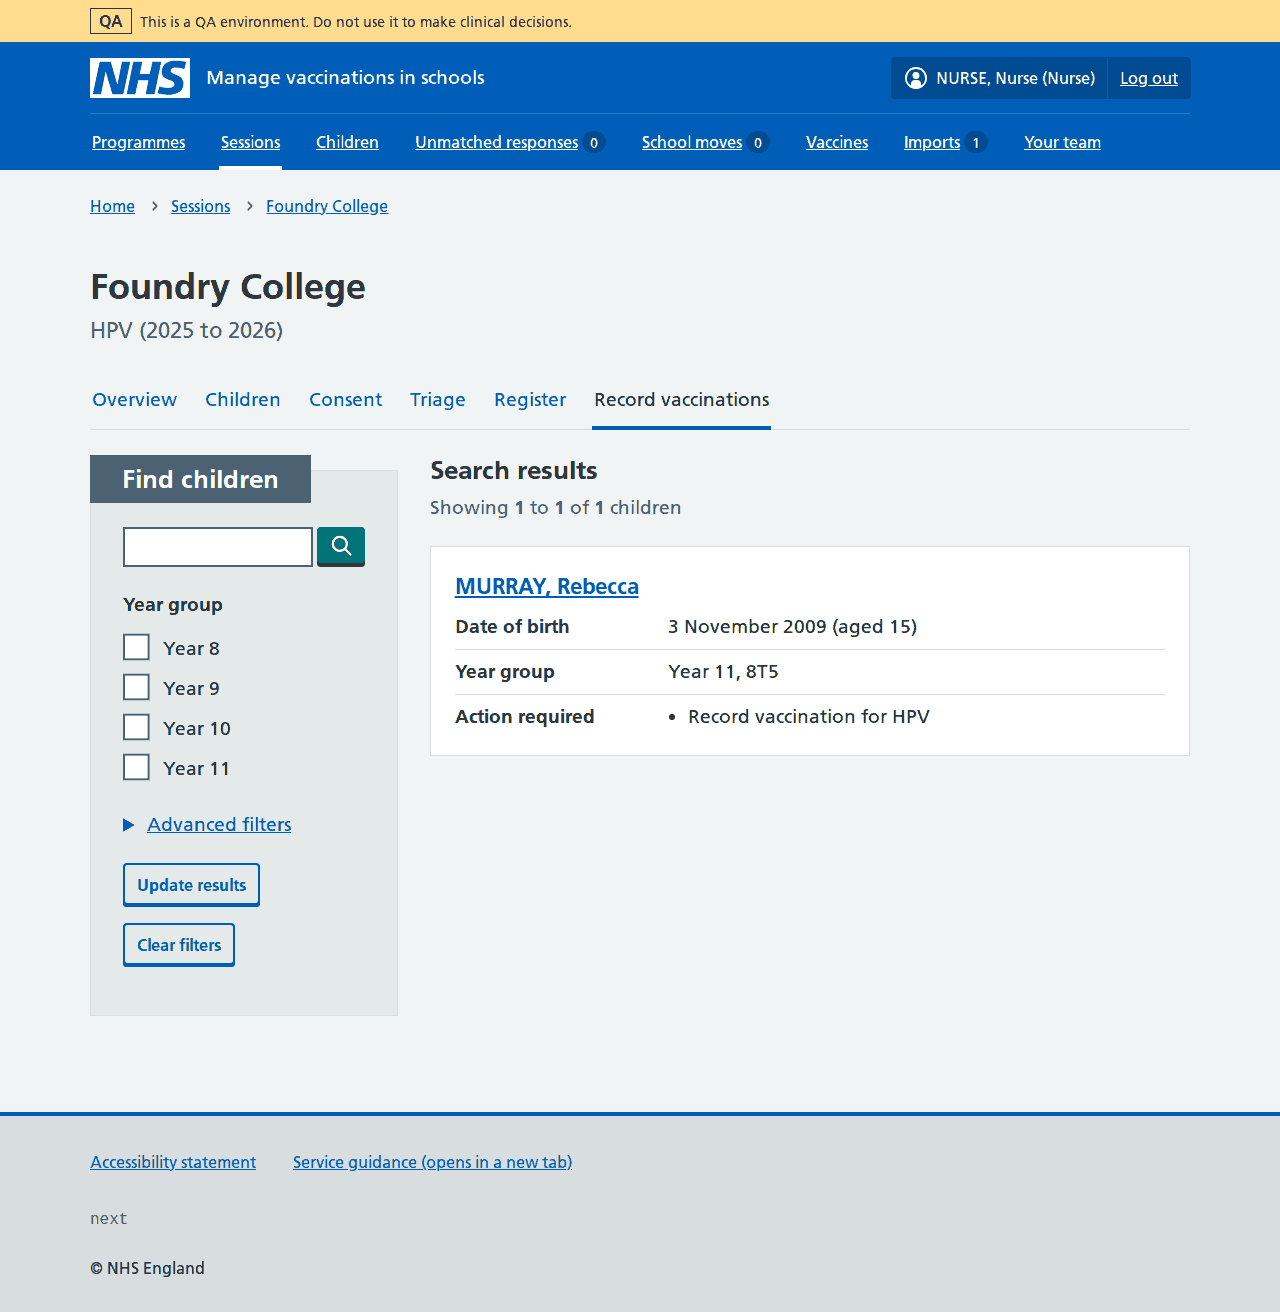 QA This is a QA environment. Do not use it to make clinical decisions.
NHS Manage vaccinations in schools NURSE, Nurse (Nurse) Log out
Programmes Sessions Children Unmatched responses 0 School moves 0 Vaccines Imports 1 Your team
Home Sessions Foundry College
Foundry College
HPV (2025 to 2026)
Overview Children Consent Triage Register Record vaccinations
Find children
Year group
Year 8
Year 9
Year 10
Year 11
Advanced filters
Update results
Clear filters
Search results
Showing 1 to 1 of 1 children
MURRAY, Rebecca
Date of birth 3 November 2009 (aged 15)
Year group Year 11, 8T5
Action required • Record vaccination for HPV
Accessibility statement Service guidance (opens in a new tab)
next
© NHS England